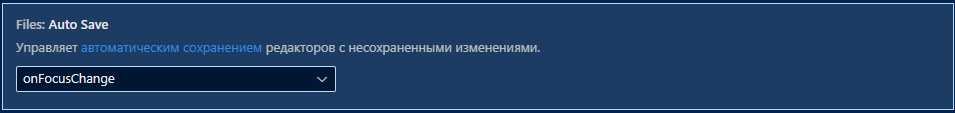 Files: Auto Save
Управляет автоматическим сохранением редакторов с несохраненными изменениями.
onFocusChange